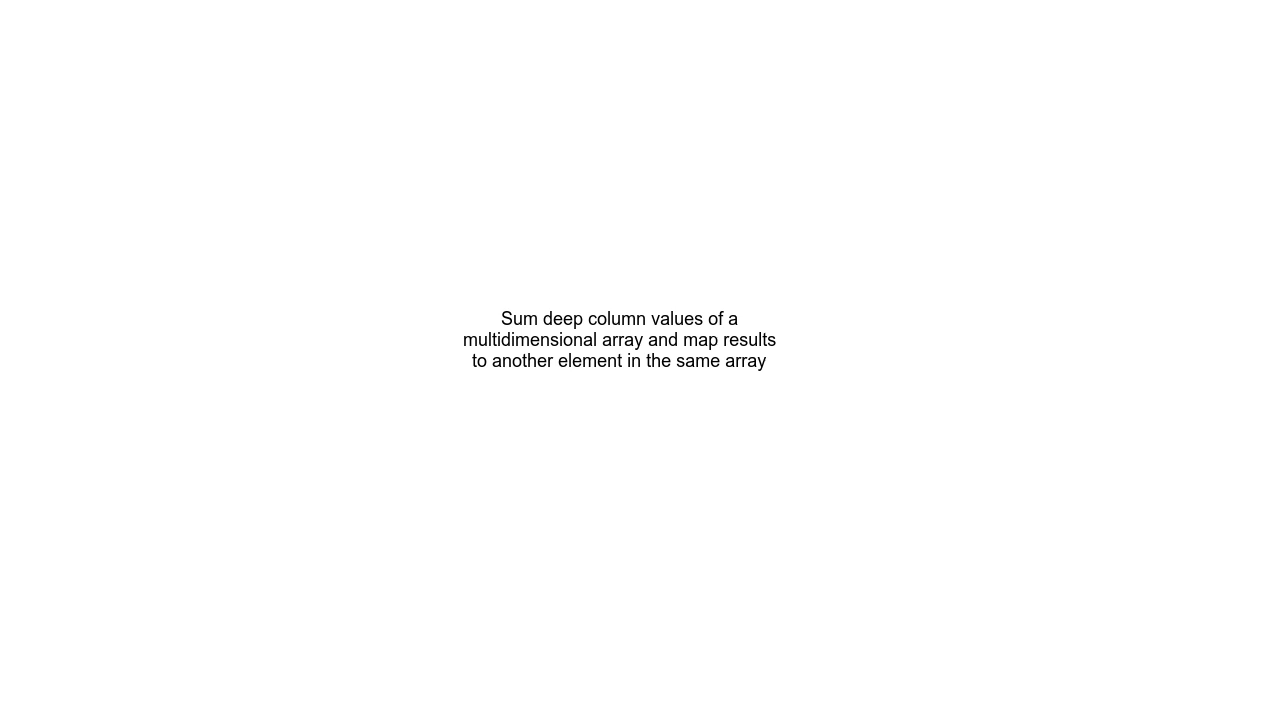 Sum deep column values of a
multidimensional array and map results
to another element in the same array